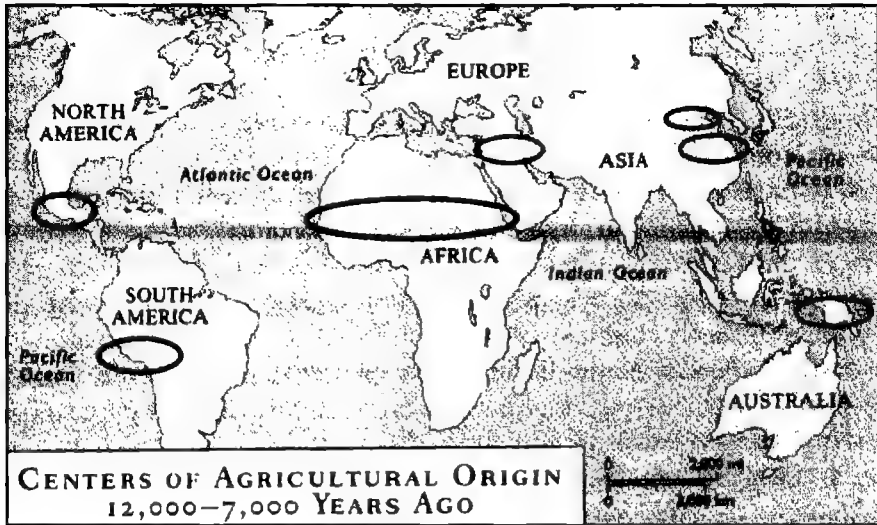 EUROPE
NORTH
AMERICA
ASIA
Pacific
Ocean
Atlantic Ocean
AFRICA
Indian Ocean
SOUTH
AMERICA
Pacific
Ocean
AUSTRALIA
CENTERS OF AGRICULTURAL ORIGIN
12,000–7,000 YEARS AGO